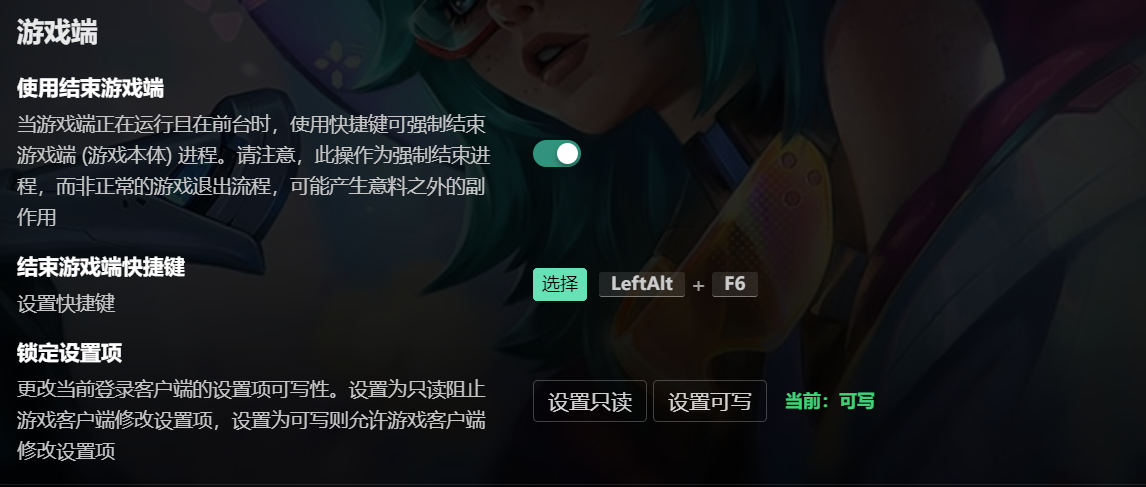 游戏端
使用结束游戏端
当游戏端正在运行且在前台时，使用快捷键可强制结束
游戏端 (游戏本体) 进程。请注意，此操作为强制结束进
程，而非正常的游戏退出流程，可能产生意料之外的副
作用
结束游戏端快捷键
设置快捷键
选择 LeftAlt + F6
锁定设置项
更改当前登录客户端的设置项可写性。设置为只读阻止
游戏客户端修改设置项，设置为可写则允许游戏客户端
修改设置项
设置只读 设置可写 当前：可写